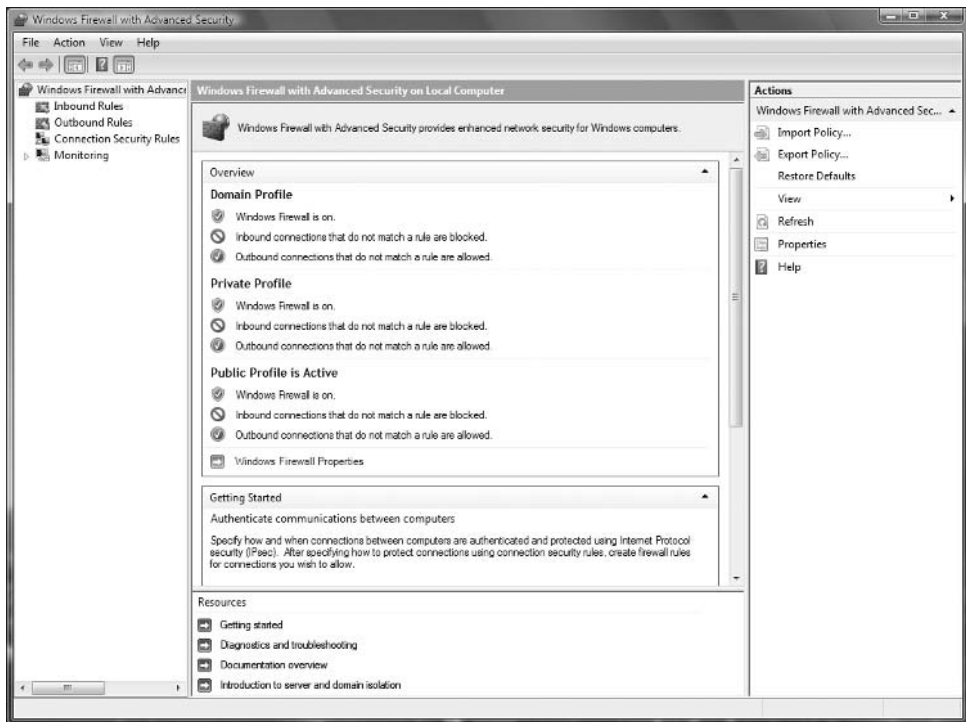 Windows Firewall with Advanced Security
File Action View Help
Windows Firewall with Advance
Inbound Rules
Outbound Rules
Connection Security Rules
Monitoring
Windows Firewall with Advanced Security on Local Computer
Windows Firewall with Advanced Security provides enhanced network security for Windows computers.
Overview
Domain Profile
Windows Firewall is on.
Inbound connections that do not match a rule are blocked.
Outbound connections that do not match a rule are allowed.
Private Profile
Windows Firewall is on.
Inbound connections that do not match a rule are blocked.
Outbound connections that do not match a rule are allowed.
Public Profile is Active
Windows Firewall is on.
Inbound connections that do not match a rule are blocked.
Outbound connections that do not match a rule are allowed.
Windows Firewall Properties
Getting Started
Authenticate communications between computers
Specify how and when connections between computers are authenticated and protected using Internet Protocol
security (IPsec). After specifying how to protect connections using connection security rules, create firewall rules
for connections you wish to allow.
Resources
Getting started
Diagnostics and troubleshooting
Documentation overview
Introduction to server and domain isolation
Actions
Windows Firewall with Advanced Sec...
Import Policy...
Export Policy...
Restore Defaults
View
Refresh
Properties
Help